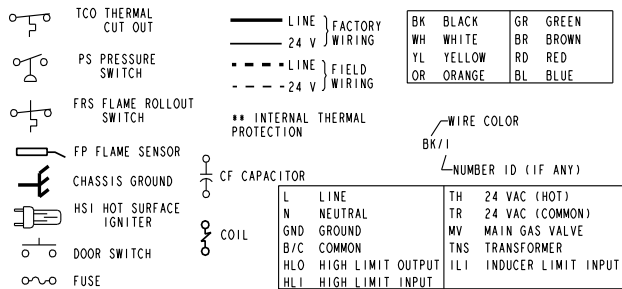 TCO THERMAL
CUT OUT
PS PRESSURE
SWITCH
FRS FLAME ROLLOUT
SWITCH
FP FLAME SENSOR
CHASSIS GROUND
HSI HOT SURFACE
IGNITER
DOOR SWITCH
FUSE
LINE
24 V
FACTORY
WIRING
LINE
24 V
FIELD
WIRING
** INTERNAL THERMAL
PROTECTION
CF CAPACITOR
COIL
BK BLACK GR GREEN
WH WHITE BR BROWN
YL YELLOW RD RED
OR ORANGE BL BLUE
WIRE COLOR
BK/1
NUMBER ID (IF ANY)
L LINE TH 24 VAC (HOT)
N NEUTRAL TR 24 VAC (COMMON)
GND GROUND MV MAIN GAS VALVE
B/C COMMON TNS TRANSFORMER
HLO HIGH LIMIT OUTPUT ILI INDUCER LIMIT INPUT
HLI HIGH LIMIT INPUT